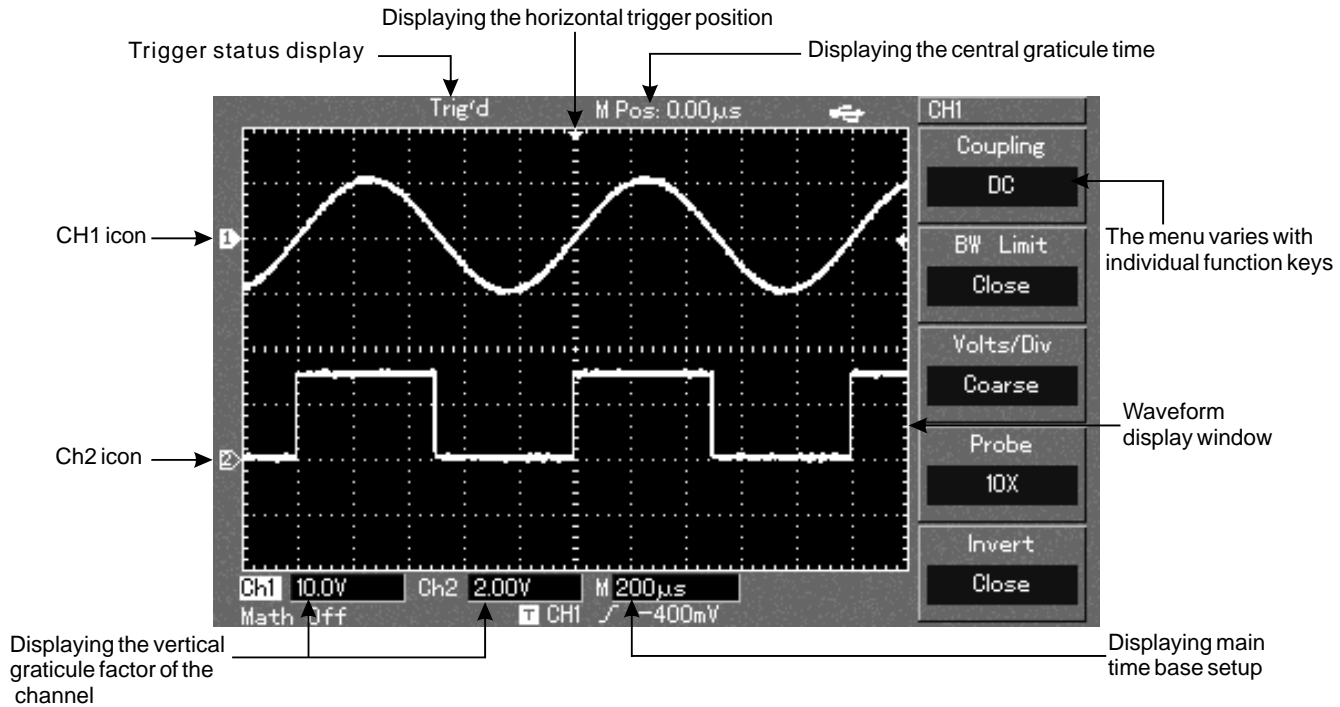 Displaying the horizontal trigger position
Trigger status display
Displaying the central graticule time
Trig'd
M Pos: 0.00μs
CH1
Coupling
DC
CH1 icon
1
The menu varies with
individual function keys
BW Limit
Close
Volts/Div
Coarse
Waveform
display window
Ch2 icon
2
Probe
10X
Invert
Close
Ch1 10.0V Ch2 2.00V M 200μs
Math Off T CH1 -400mV
Displaying the vertical
graticule factor of the
channel
Displaying main
time base setup